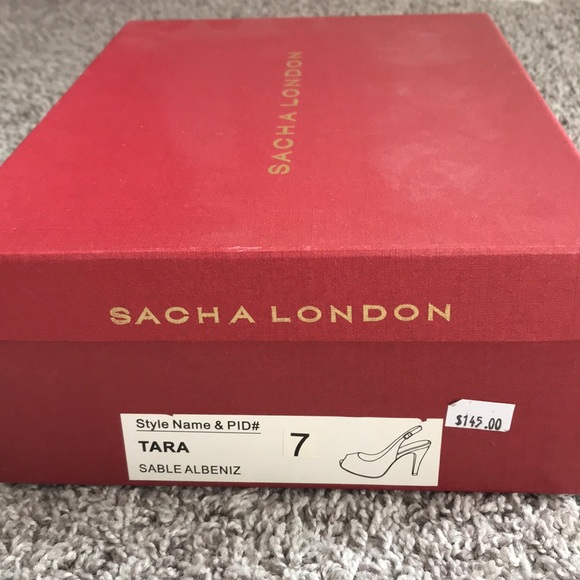 SACHA LONDON
SACHA LONDON
Style Name & PID#
TARA
7
SABLE ALBENIZ
$145.00